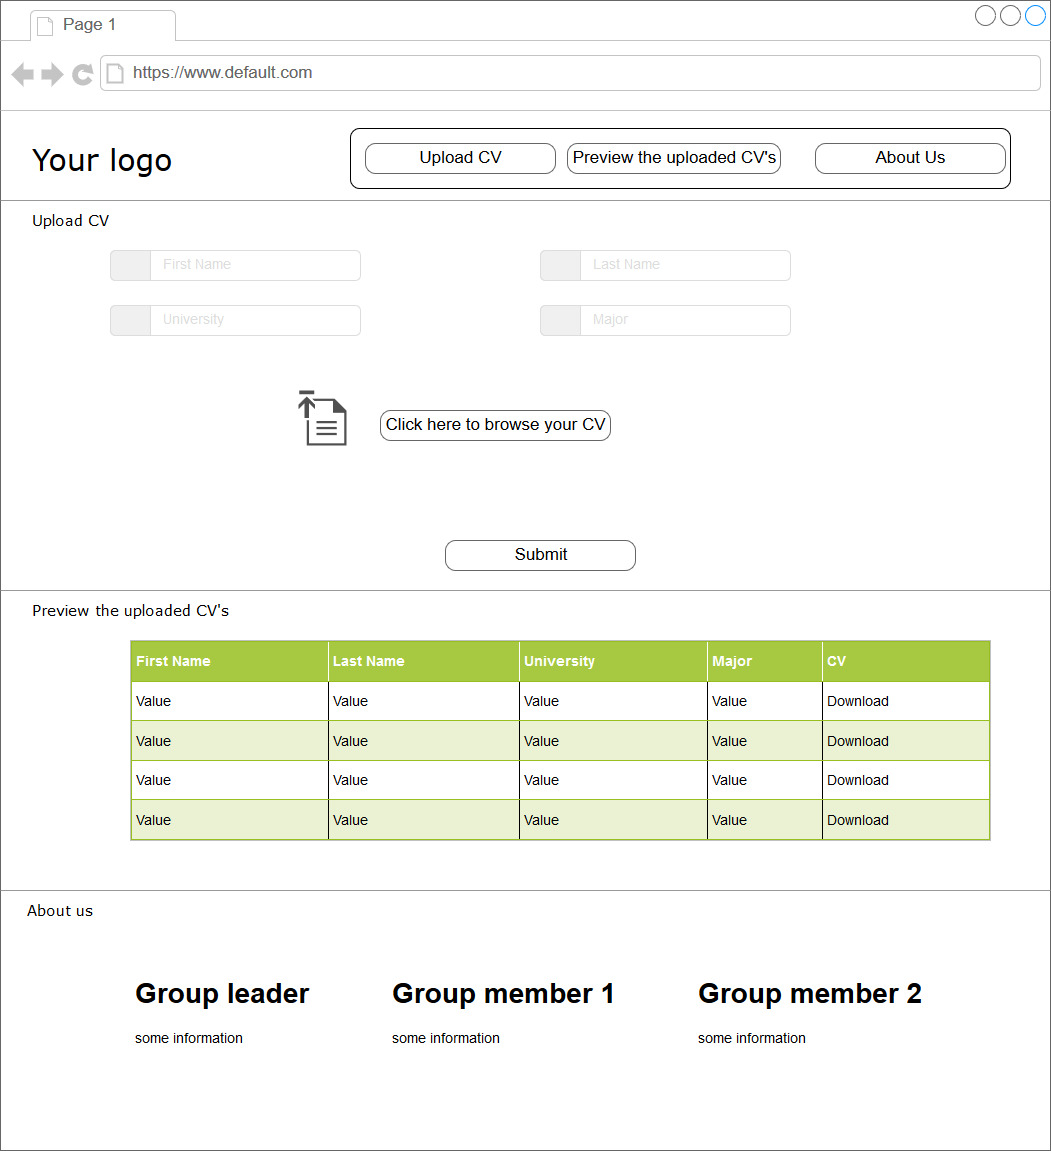 Page 1
https://www.default.com
Your logo
Upload CV
Preview the uploaded CV's
About Us
Upload CV
First Name
Last Name
University
Major
Click here to browse your CV
Submit
Preview the uploaded CV's
First Name Last Name University Major CV
Value Value Value Value Download
Value Value Value Value Download
Value Value Value Value Download
Value Value Value Value Download
About us
Group leader
some information
Group member 1
some information
Group member 2
some information